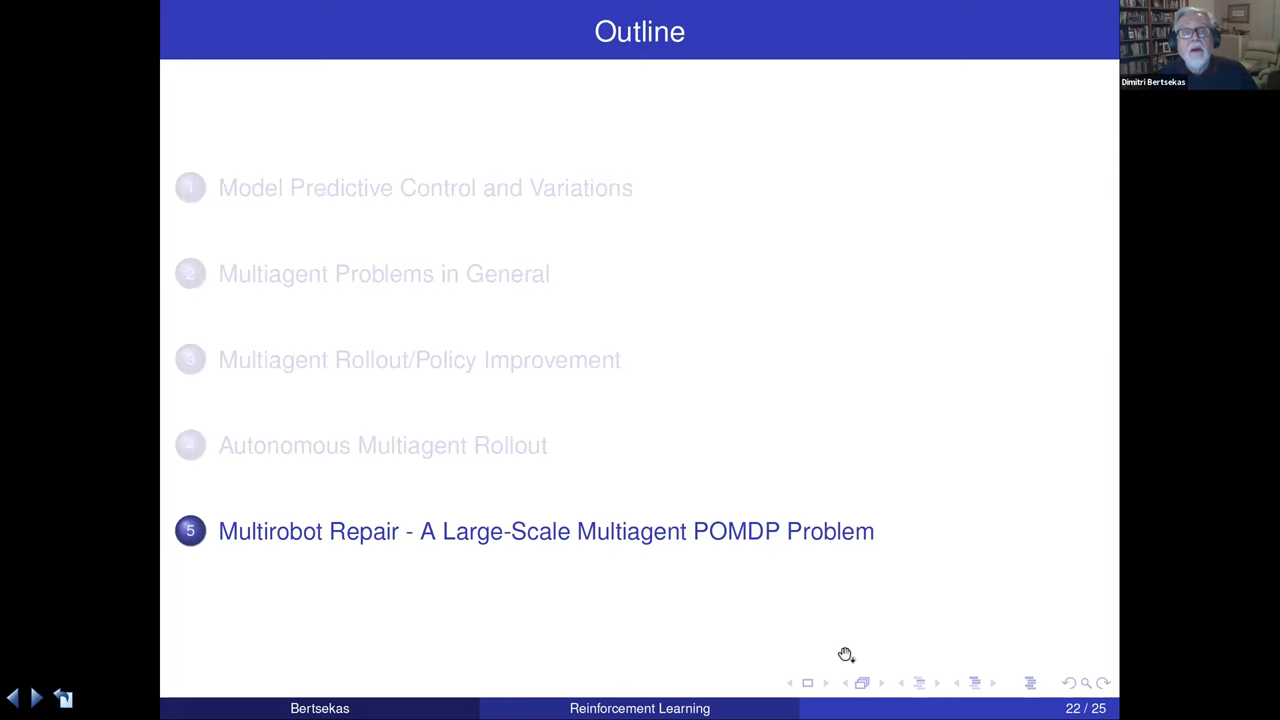 Outline
Dimitri Bertsekas
1 Model Predictive Control and Variations
2 Multiagent Problems in General
3 Multiagent Rollout/Policy Improvement
4 Autonomous Multiagent Rollout
5 Multirobot Repair - A Large-Scale Multiagent POMDP Problem
Bertsekas Reinforcement Learning 22 / 25